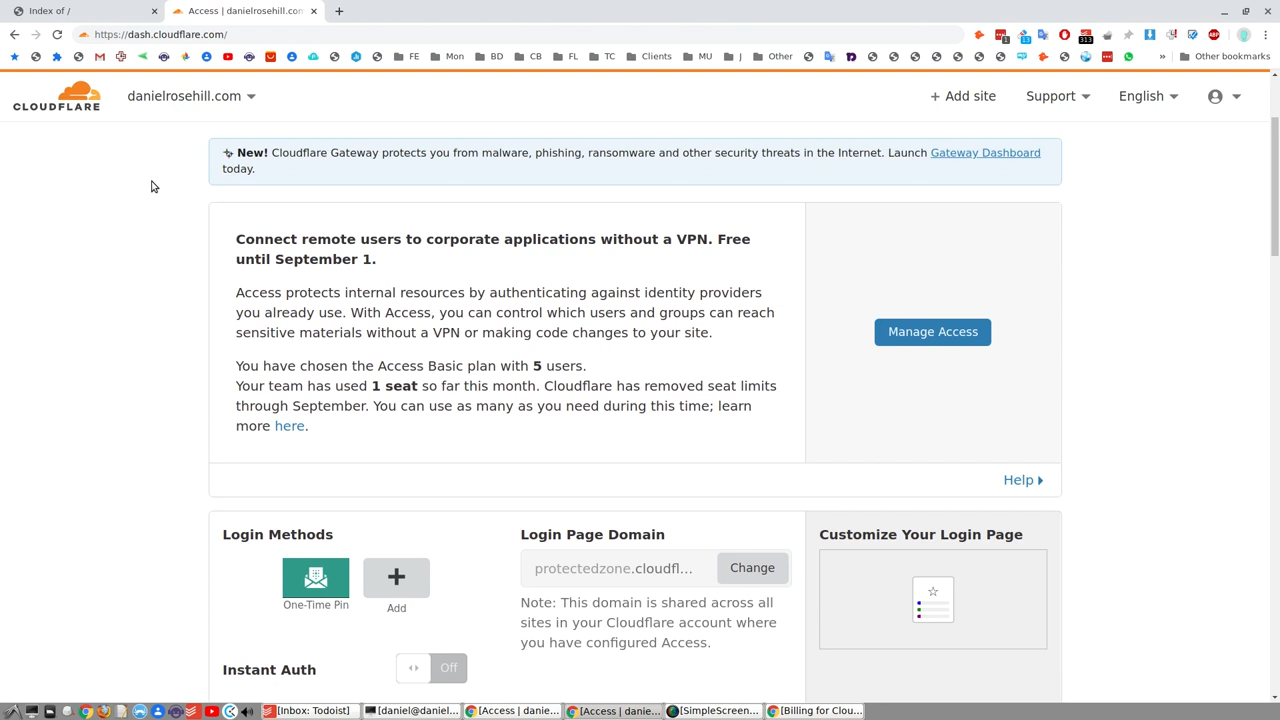 Index of /
Access | danielrosehill.com
https://dash.cloudflare.com/
FE
Mon
BD
CB
FL
TC
Clients
MU
J
Other
»
Other bookmarks
1
13
313
ABP
CLOUDFLARE
danielrosehill.com
+ Add site
Support
English
New! Cloudflare Gateway protects you from malware, phishing, ransomware and other security threats in the Internet. Launch Gateway Dashboard
today.
Connect remote users to corporate applications without a VPN. Free
until September 1.
Access protects internal resources by authenticating against identity providers
you already use. With Access, you can control which users and groups can reach
sensitive materials without a VPN or making code changes to your site.
You have chosen the Access Basic plan with 5 users.
Your team has used 1 seat so far this month. Cloudflare has removed seat limits
through September. You can use as many as you need during this time; learn
more here.
Manage Access
Help
Login Methods
One-Time Pin
Add
Instant Auth
Off
Login Page Domain
protectedzone.cloudfl...
Change
Note: This domain is shared across all
sites in your Cloudflare account where
you have configured Access.
Customize Your Login Page
[Inbox: Todoist]
[daniel@daniel...
[Access | danie...
[Access | danie...
[SimpleScreen...
[Billing for Clou...